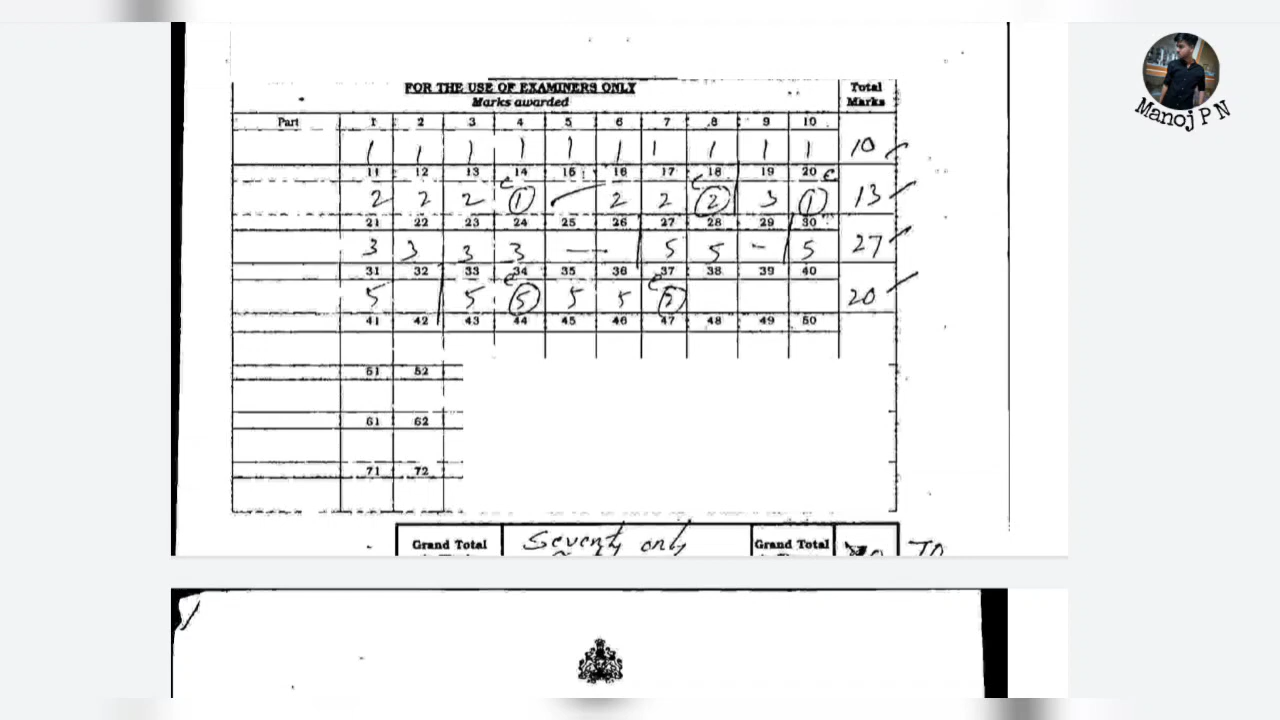 FOR THE USE OF EXAMINERS ONLY
Marks awarded
Total Marks
Part 1 2 3 4 5 6 7 8 9 10
1 1 1 1 1 1 1 1 1 1 10
11 12 13 14 15 16 17 18 19 20
2 2 2 1 2 2 2 3 1 13
21 22 23 24 25 26 27 28 29 30
3 3 3 3 — 5 5 - 5 27
31 32 33 34 35 36 37 38 39 40
5 5 5 5 5 5 20
41 42 43 44 45 46 47 48 49 50
51 52
61 62
71 72
Grand Total Seventy only Grand Total 70
Manoj P N